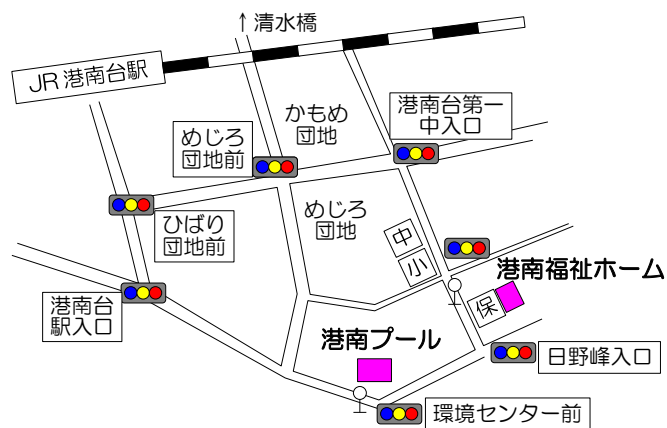 ↑清水橋
JR港南台駅
かもめ
団地
港南台第一
中入口
めじろ
団地前
めじろ
団地
ひばり
団地前
中
小
港南福祉ホーム
保
港南台
駅入口
港南プール
日野峰入口
環境センター前